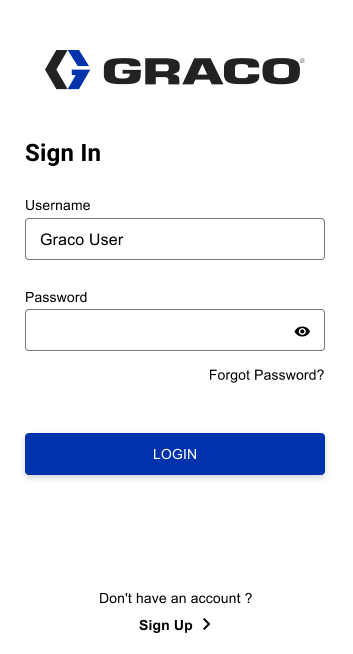 GRACO®
Sign In
Username
Graco User
Password
Forgot Password?
LOGIN
Don't have an account ?
Sign Up